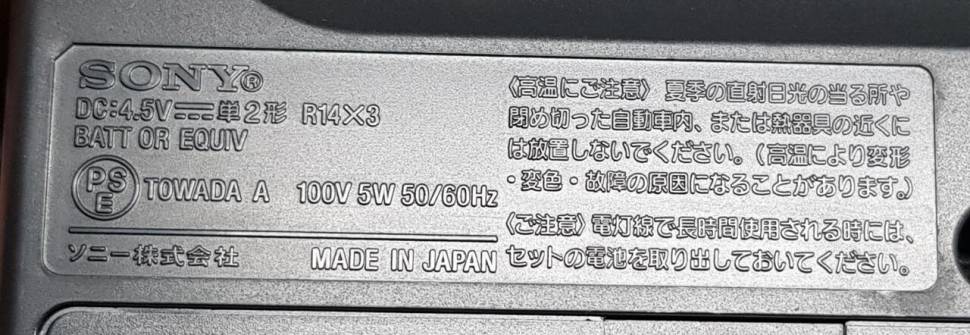 SONY®
DC:4.5V⎓単2形 R14×3
BATT OR EQUIV
PS
E
TOWADA A 100V 5W 50/60Hz
ソニー株式会社 MADE IN JAPAN
〈高温にご注意〉 夏季の直射日光の当る所や
閉め切った自動車内、または熱器具の近くに
は放置しないでください。(高温により変形
・変色・故障の原因になることがあります。)
〈ご注意〉電灯線で長時間使用される時には、
セットの電池を取り出しておいてください。